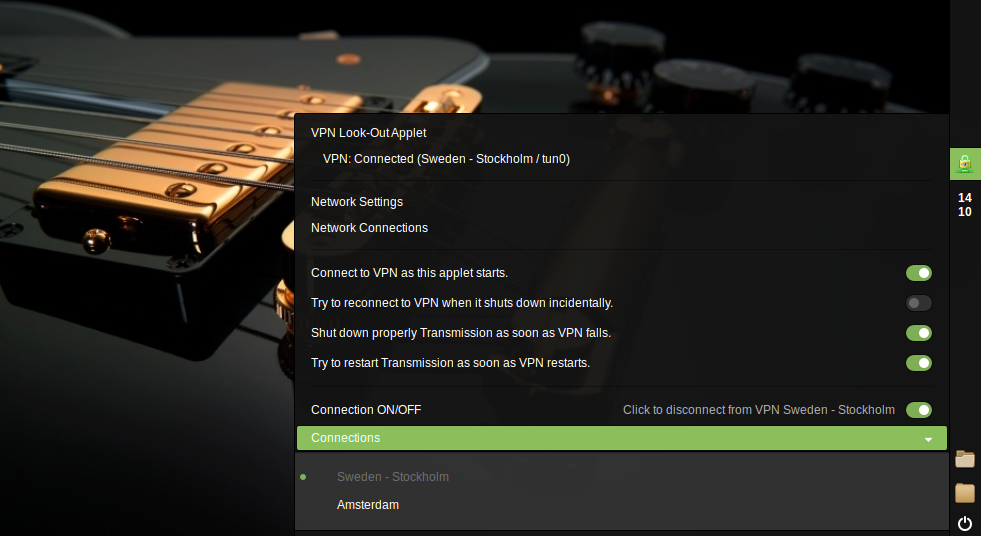 VPN Look-Out Applet
VPN: Connected (Sweden - Stockholm / tun0)
Network Settings
Network Connections
Connect to VPN as this applet starts.
Try to reconnect to VPN when it shuts down incidentally.
Shut down properly Transmission as soon as VPN falls.
Try to restart Transmission as soon as VPN restarts.
Connection ON/OFF Click to disconnect from VPN Sweden - Stockholm
Connections
Sweden - Stockholm
Amsterdam
14
10